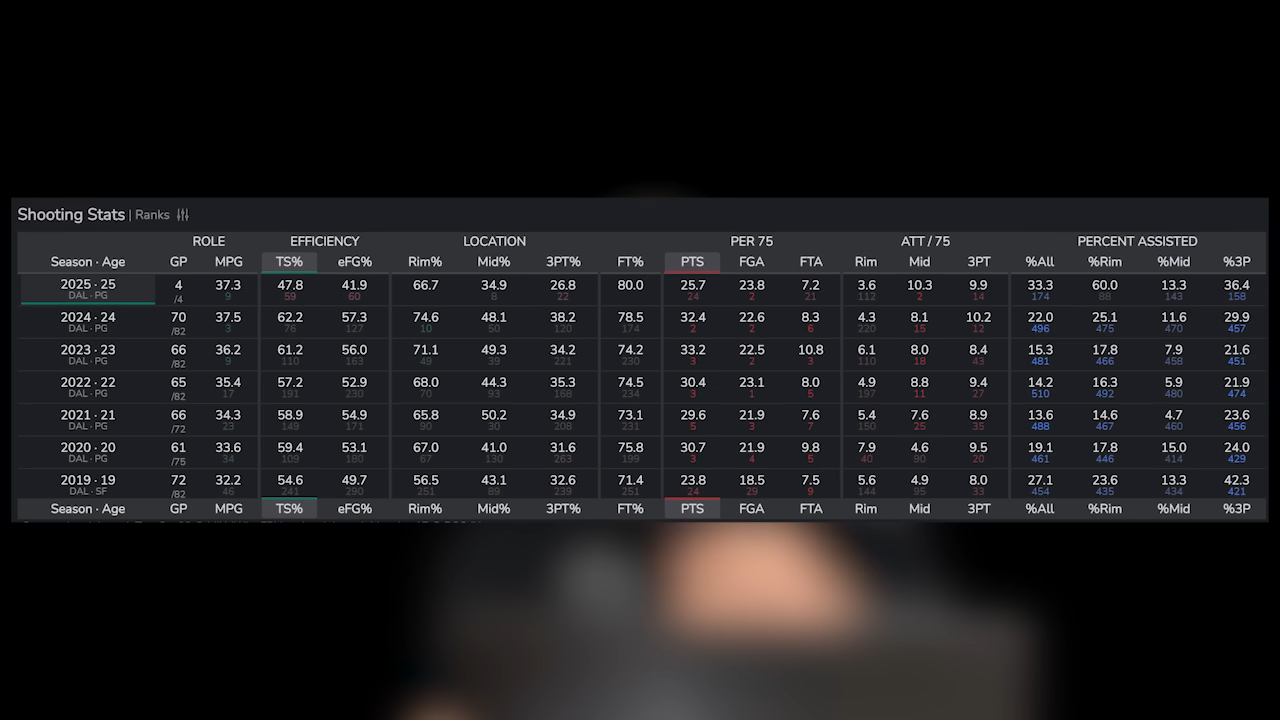 Shooting Stats | Ranks
ROLE EFFICIENCY LOCATION PER 75 ATT / 75 PERCENT ASSISTED
Season · Age GP MPG TS% eFG% Rim% Mid% 3PT% FT% PTS FGA FTA Rim Mid 3PT %All %Rim %Mid %3P
2025 · 25 4 37.3 47.8 41.9 66.7 34.9 26.8 80.0 25.7 23.8 7.2 3.6 10.3 9.9 33.3 60.0 13.3 36.4
DAL · PG /4 9 59 60 8 22 24 2 21 112 2 14 174 88 143 158
2024 · 24 70 37.5 62.2 57.3 74.6 48.1 38.2 78.5 32.4 22.6 8.3 4.3 8.1 10.2 22.0 25.1 11.6 29.9
DAL · PG /82 3 76 127 10 50 120 174 2 2 6 220 15 12 496 475 470 457
2023 · 23 66 36.2 61.2 56.0 71.1 49.3 34.2 74.2 33.2 22.5 10.8 6.1 8.0 8.4 15.3 17.8 7.9 21.6
DAL · PG /82 9 110 163 49 39 221 230 3 2 3 110 18 43 481 466 458 451
2022 · 22 65 35.4 57.2 52.9 68.0 44.3 35.3 74.5 30.4 23.1 8.0 4.9 8.8 9.4 14.2 16.3 5.9 21.9
DAL · PG /82 17 191 230 70 93 168 234 3 1 5 197 11 27 510 492 480 474
2021 · 21 66 34.3 58.9 54.9 65.8 50.2 34.9 73.1 29.6 21.9 7.6 5.4 7.6 8.9 13.6 14.6 4.7 23.6
DAL · PG /72 23 149 171 90 30 208 231 5 3 7 150 25 35 488 467 460 456
2020 · 20 61 33.6 59.4 53.1 67.0 41.0 31.6 75.8 30.7 21.9 9.8 7.9 4.6 9.5 19.1 17.8 15.0 24.0
DAL · PG /75 34 109 180 67 130 263 199 3 4 5 40 90 20 461 446 414 429
2019 · 19 72 32.2 54.6 49.7 56.5 43.1 32.6 71.4 23.8 18.5 7.5 5.6 4.9 8.0 27.1 23.6 13.3 42.3
DAL · SF /82 46 241 290 251 89 239 251 24 29 9 144 95 33 454 435 434 421
Season · Age GP MPG TS% eFG% Rim% Mid% 3PT% FT% PTS FGA FTA Rim Mid 3PT %All %Rim %Mid %3P